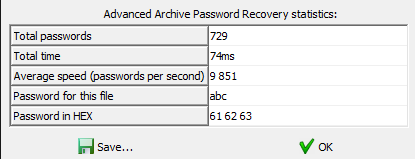 Advanced Archive Password Recovery statistics:
Total passwords 729
Total time 74ms
Average speed (passwords per second) 9 851
Password for this file abc
Password in HEX 61 62 63
Save... OK